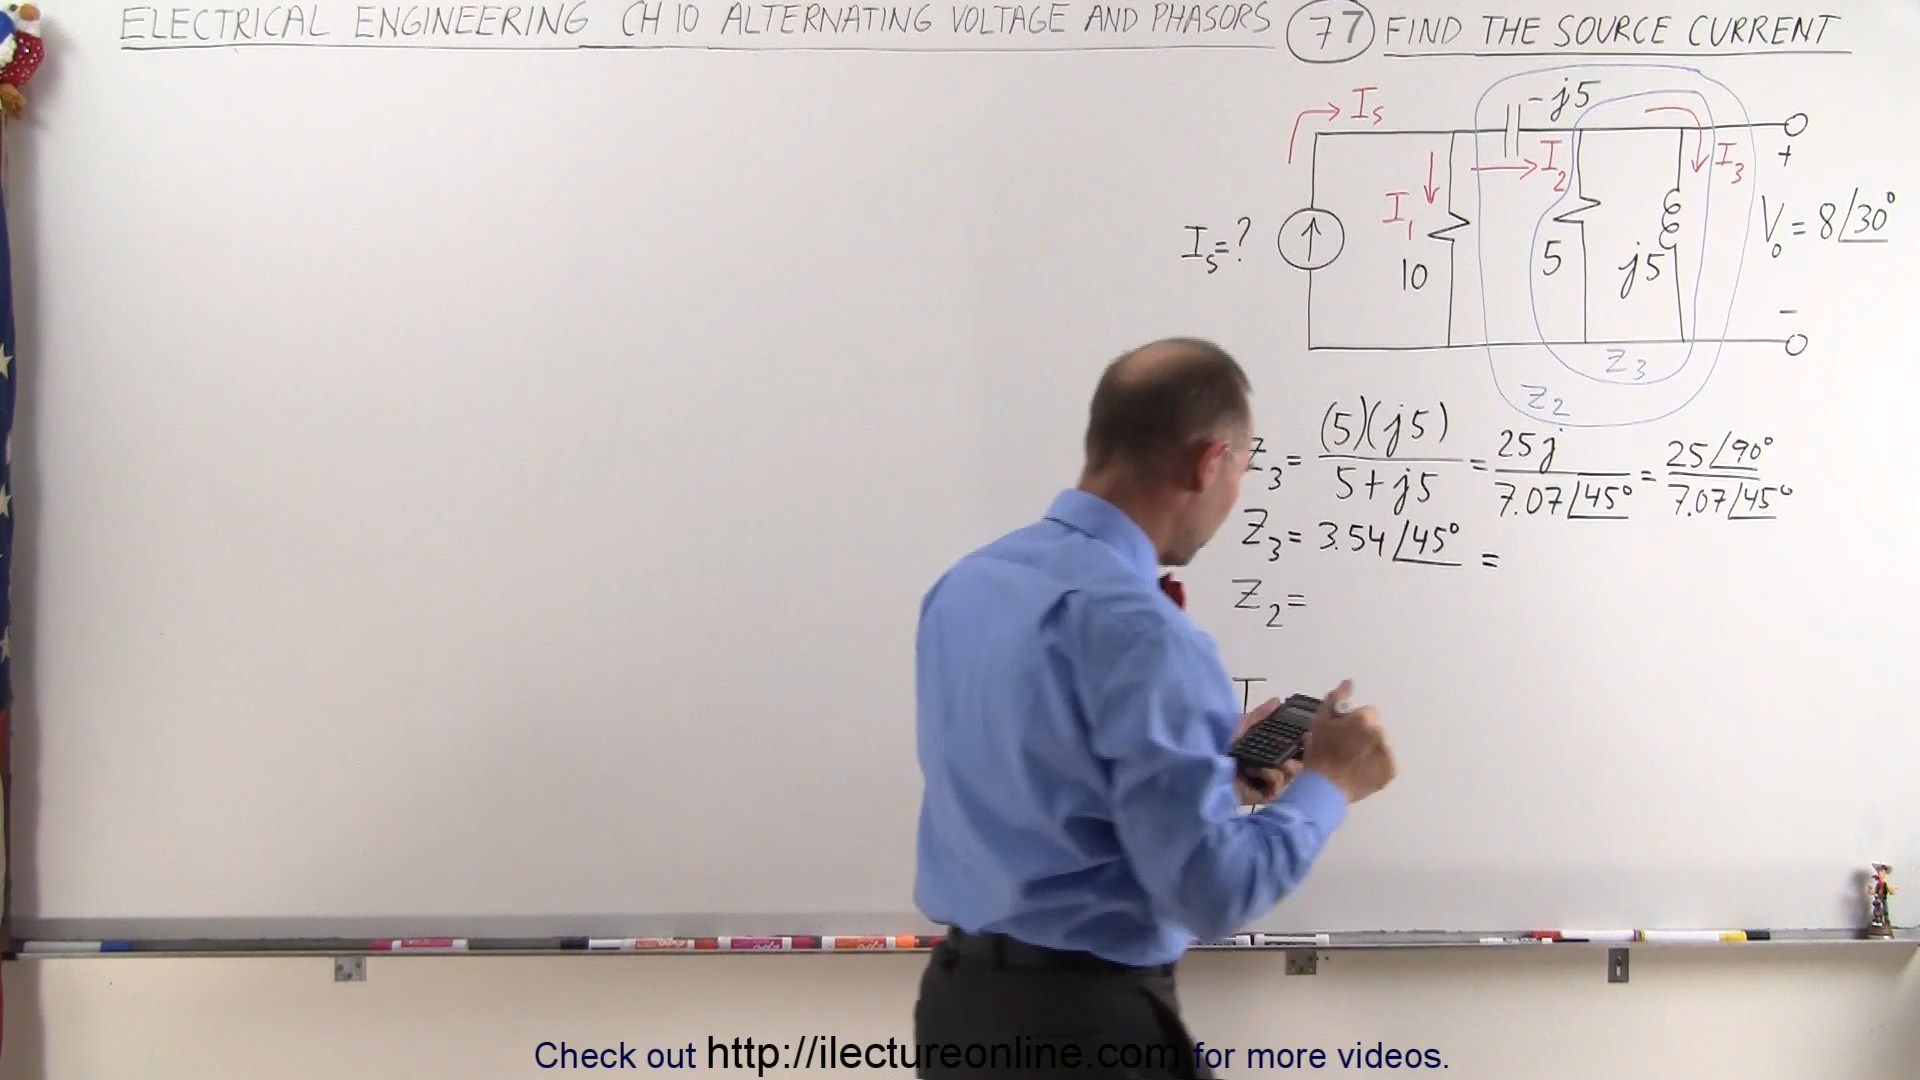 ELECTRICAL ENGINEERING CH 10 ALTERNATING VOLTAGE AND PHASORS 77 FIND THE SOURCE CURRENT
-j5
Is
I2
I3
+
I1
Is=?
Vo = 8/30°
10
5
j5
-
Z3
Z2
Z3 = (5)(j5) / 5+j5 = 25j / 7.07/45° = 25/90° / 7.07/45°
Z3 = 3.54 /45° =
Z2 =
Check out http://ilectureonline.com for more videos.